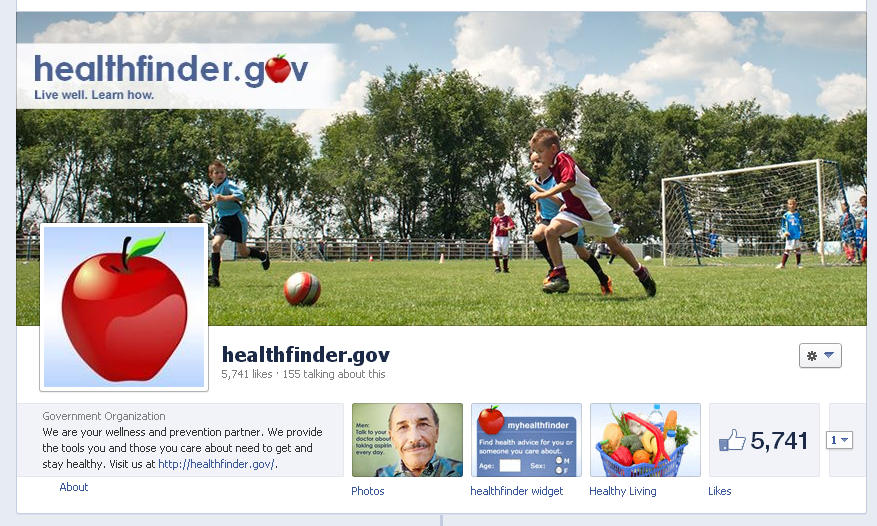 healthfinder.gov
Live well. Learn how.
healthfinder.gov
5,741 likes · 155 talking about this
Government Organization
We are your wellness and prevention partner. We provide
the tools you and those you care about need to get and
stay healthy. Visit us at http://healthfinder.gov/.
About
Men:
Talk to your
doctor about
taking aspirin
every day.
Photos
myhealthfinder
Find health advice for you or
someone you care about.
Age: Sex: M
F
healthfinder widget
Healthy Living
5,741
Likes
1